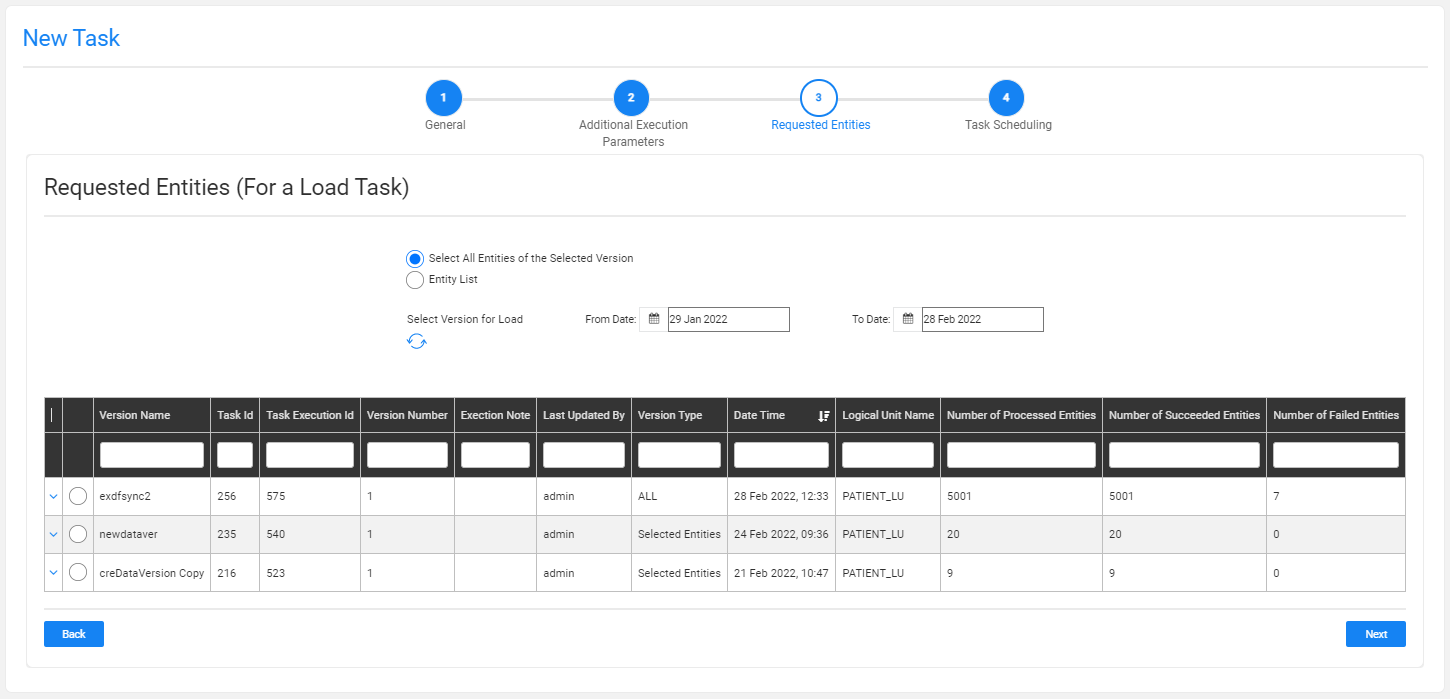 New Task
1 2 3 4
General Additional Execution Requested Entities Task Scheduling
Parameters
Requested Entities (For a Load Task)
Select All Entities of the Selected Version
Entity List
Select Version for Load From Date: 29 Jan 2022 To Date: 28 Feb 2022
Version Name Task Id Task Execution Id Version Number Exection Note Last Updated By Version Type Date Time Logical Unit Name Number of Processed Entities Number of Succeeded Entities Number of Failed Entities
exdfsync2 256 575 1 admin ALL 28 Feb 2022, 12:33 PATIENT_LU 5001 5001 7
newdataver 235 540 1 admin Selected Entities 24 Feb 2022, 09:36 PATIENT_LU 20 20 0
creDataVersion Copy 216 523 1 admin Selected Entities 21 Feb 2022, 10:47 PATIENT_LU 9 9 0
Back Next